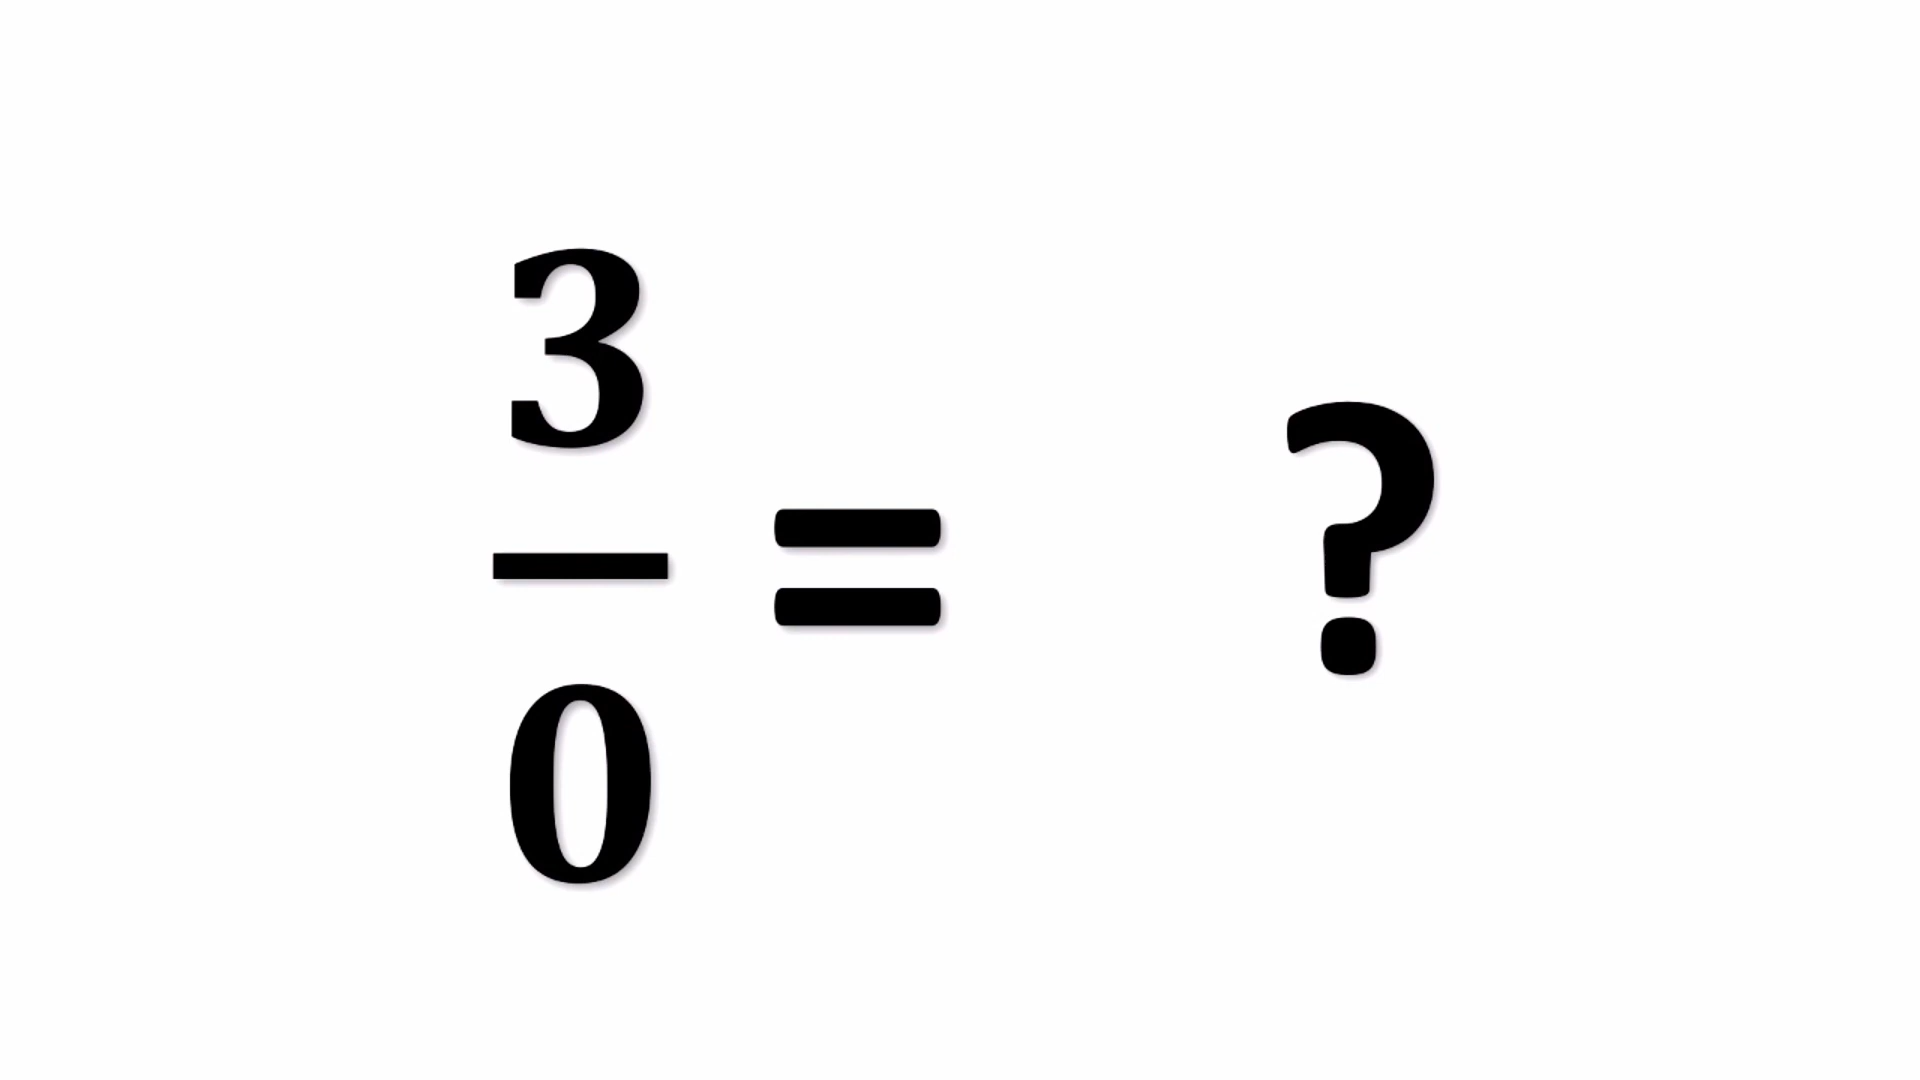 3
— = ?
0